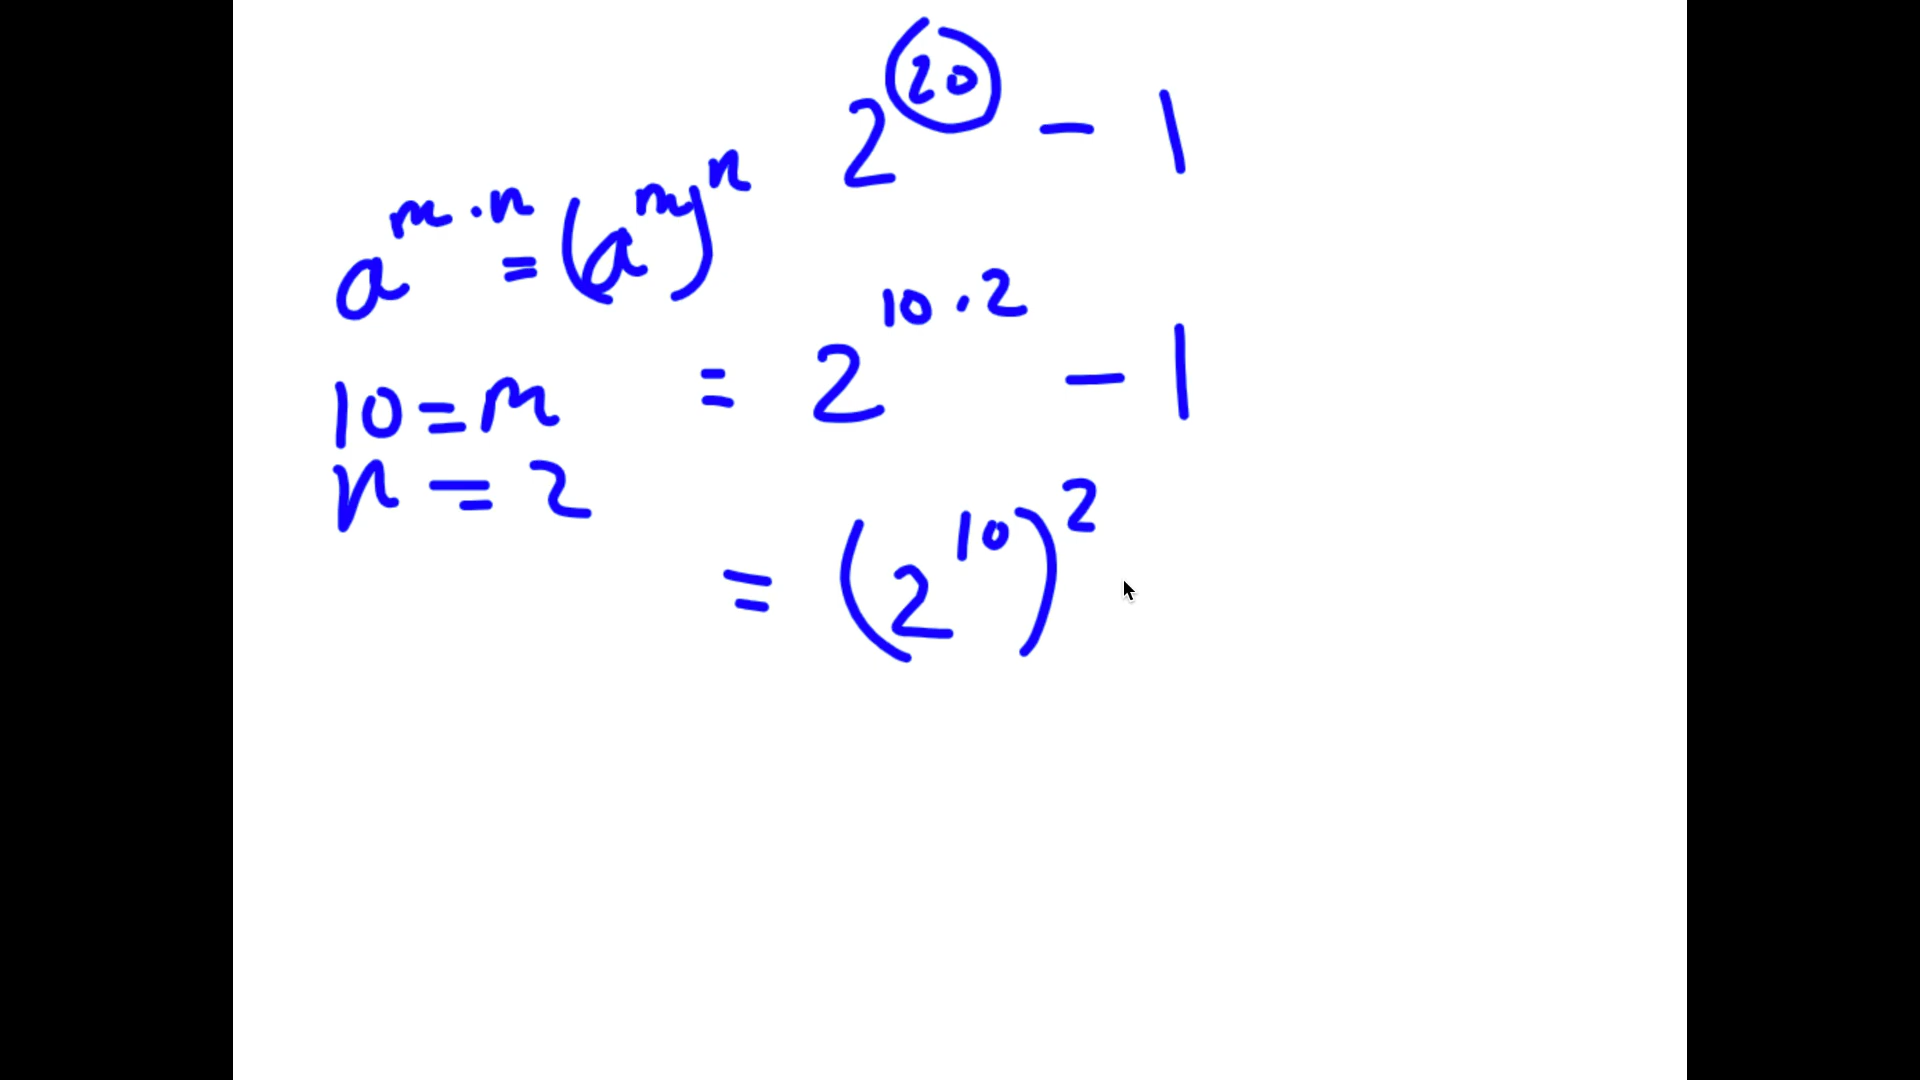 2^{20} - 1
a^{m·n} = (a^m)^n
= 2^{10·2} - 1
10 = m
n = 2
= (2^{10})^2